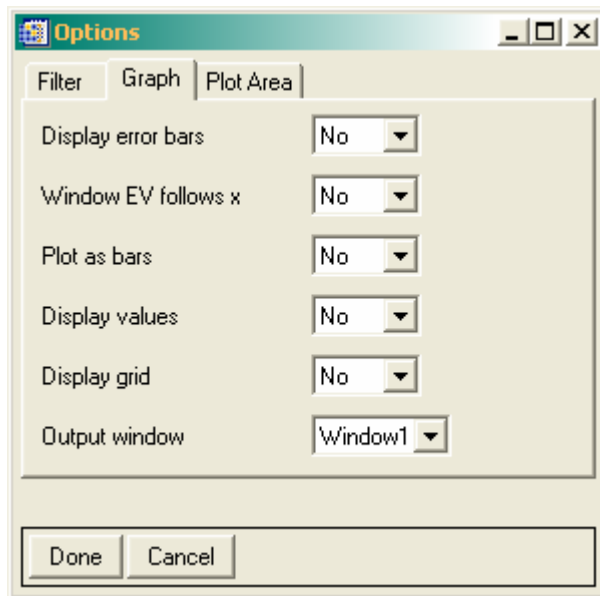 Options
Filter Graph Plot Area
Display error bars No
Window EV follows x No
Plot as bars No
Display values No
Display grid No
Output window Window1
Done Cancel